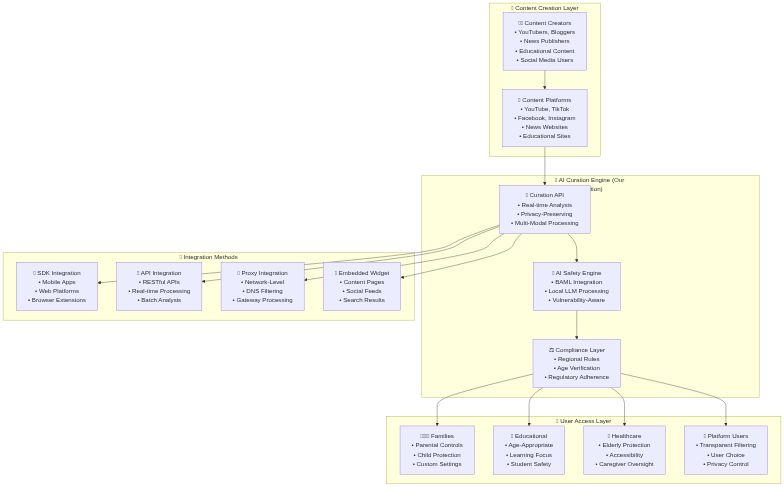 Content Creation Layer
Content Creators
• YouTubers, Bloggers
• News Publishers
• Educational Content
• Social Media Users
Content Platforms
• YouTube, TikTok
• Facebook, Instagram
• News Websites
• Educational Sites
AI Curation Engine (Our
tion)
Curation API
• Real-time Analysis
• Privacy-Preserving
• Multi-Modal Processing
Integration Methods
SDK Integration
• Mobile Apps
• Web Platforms
• Browser Extensions
API Integration
• RESTful APIs
• Real-time Processing
• Batch Analysis
Proxy Integration
• Network-Level
• DNS Filtering
• Gateway Processing
Embedded Widget
• Content Pages
• Social Feeds
• Search Results
AI Safety Engine
• BAML Integration
• Local LLM Processing
• Vulnerability-Aware
⚖ Compliance Layer
• Regional Rules
• Age Verification
• Regulatory Adherence
User Access Layer
Families
• Parental Controls
• Child Protection
• Custom Settings
Educational
• Age-Appropriate
• Learning Focus
• Student Safety
Healthcare
• Elderly Protection
• Accessibility
• Caregiver Oversight
Platform Users
• Transparent Filtering
• User Choice
• Privacy Control